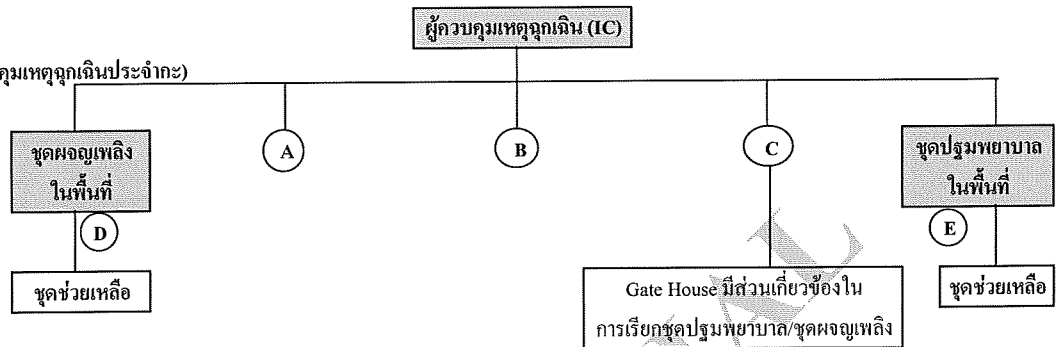 ผู้ควบคุมเหตุฉุกเฉิน (IC)
คุมเหตุฉุกเฉินประจำกะ)
ชุดผจญเพลิง
ในพื้นที่
A
B
C
ชุดปฐมพยาบาล
ในพื้นที่
D
E
ชุดช่วยเหลือ
Gate House มีส่วนเกี่ยวข้องใน
การเรียกชุดปฐมพยาบาล/ชุดผจญเพลิง
ชุดช่วยเหลือ